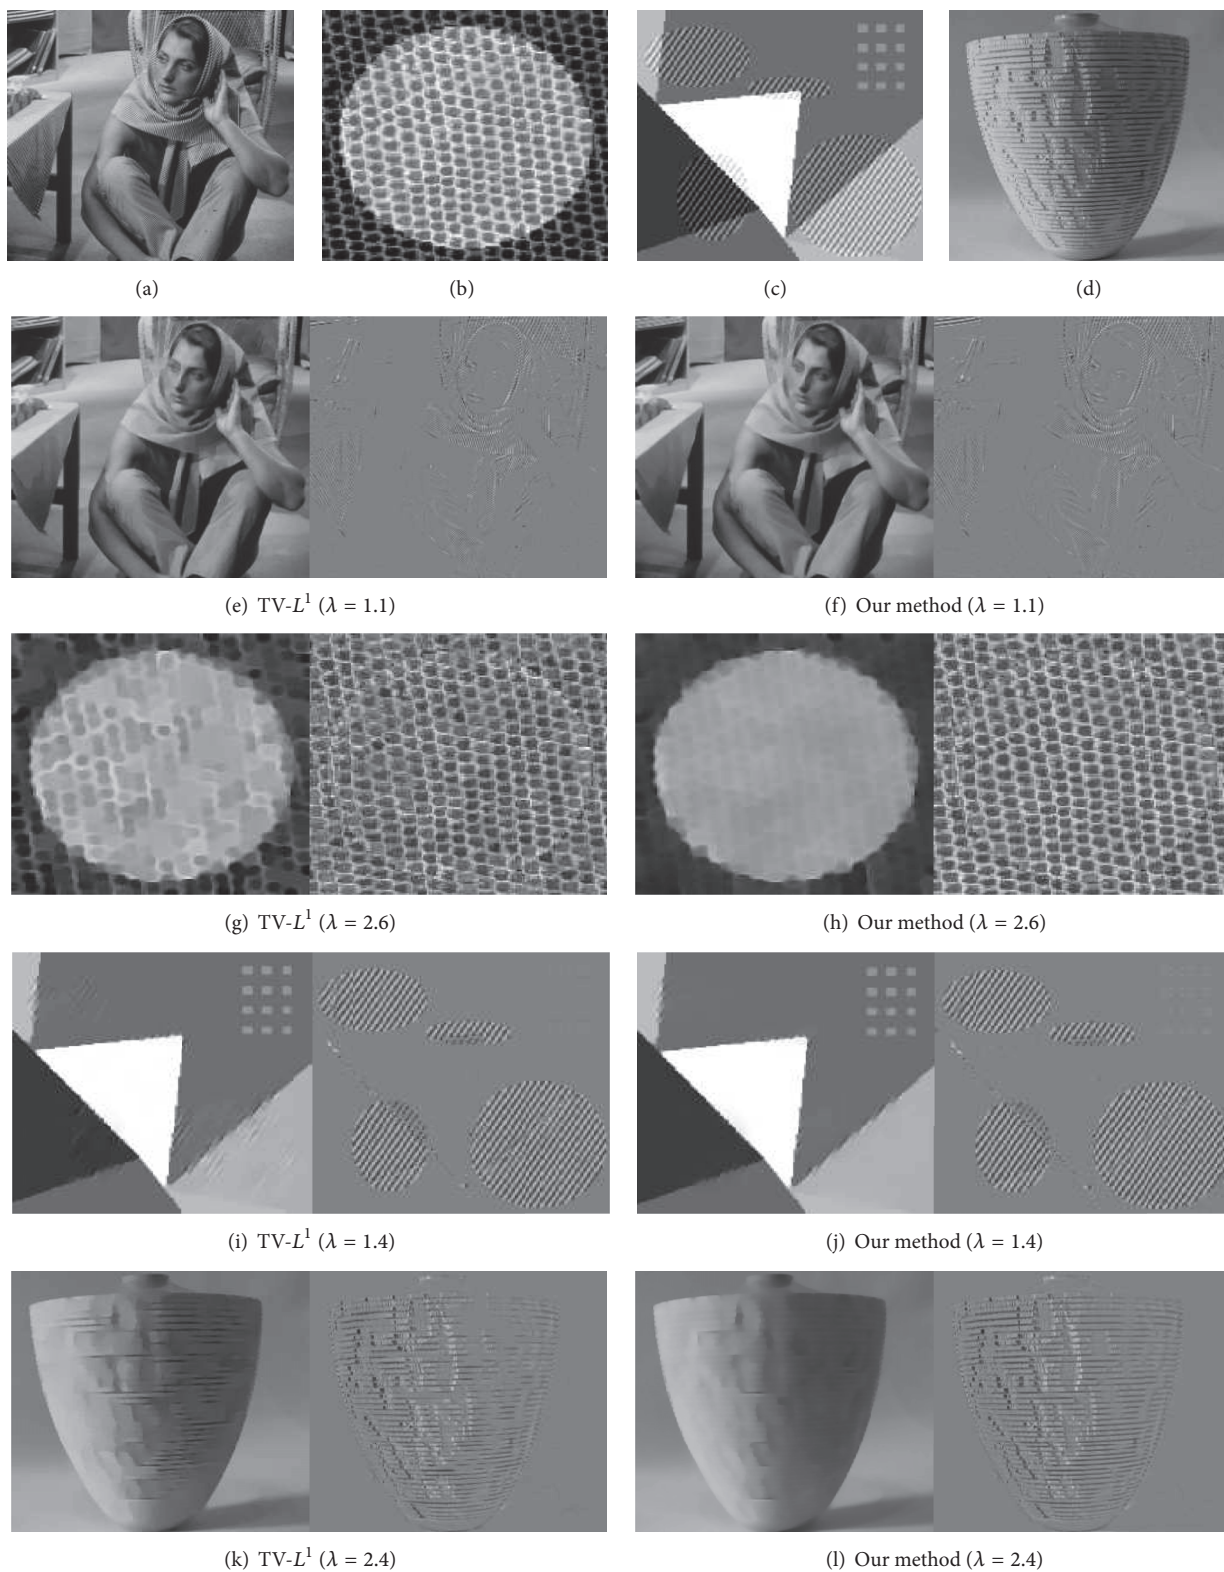 (a)
(b)
(c)
(d)
(e) TV-L¹ (λ = 1.1)
(f) Our method (λ = 1.1)
(g) TV-L¹ (λ = 2.6)
(h) Our method (λ = 2.6)
(i) TV-L¹ (λ = 1.4)
(j) Our method (λ = 1.4)
(k) TV-L¹ (λ = 2.4)
(l) Our method (λ = 2.4)